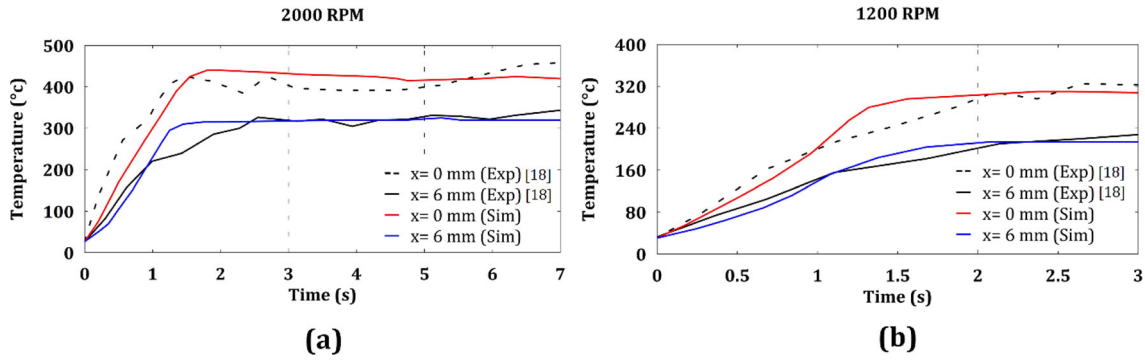 2000 RPM
500
400
300
200
100
0
Temperature (°c)
x= 0 mm (Exp) [18]
x= 6 mm (Exp) [18]
x= 0 mm (Sim)
x= 6 mm (Sim)
0 1 2 3 4 5 6 7
Time (s)
(a)
1200 RPM
400
320
240
160
80
0
Temperature (°c)
x= 0 mm (Exp) [18]
x= 6 mm (Exp) [18]
x= 0 mm (Sim)
x= 6 mm (Sim)
0 0.5 1 1.5 2 2.5 3
Time (s)
(b)